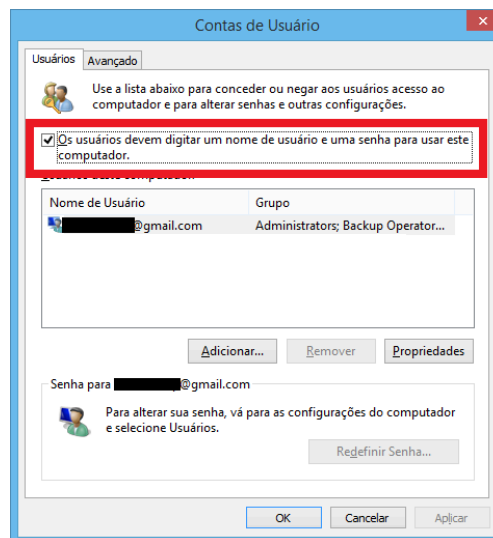 Contas de Usuário
Usuários Avançado
Use a lista abaixo para conceder ou negar aos usuários acesso ao
computador e para alterar senhas e outras configurações.
Os usuários devem digitar um nome de usuário e uma senha para usar este
computador.
Nome de Usuário Grupo
@gmail.com Administrators; Backup Operator...
Adicionar... Remover Propriedades
Senha para @gmail.com
Para alterar sua senha, vá para as configurações do computador
e selecione Usuários.
Redefinir Senha...
OK Cancelar Aplicar